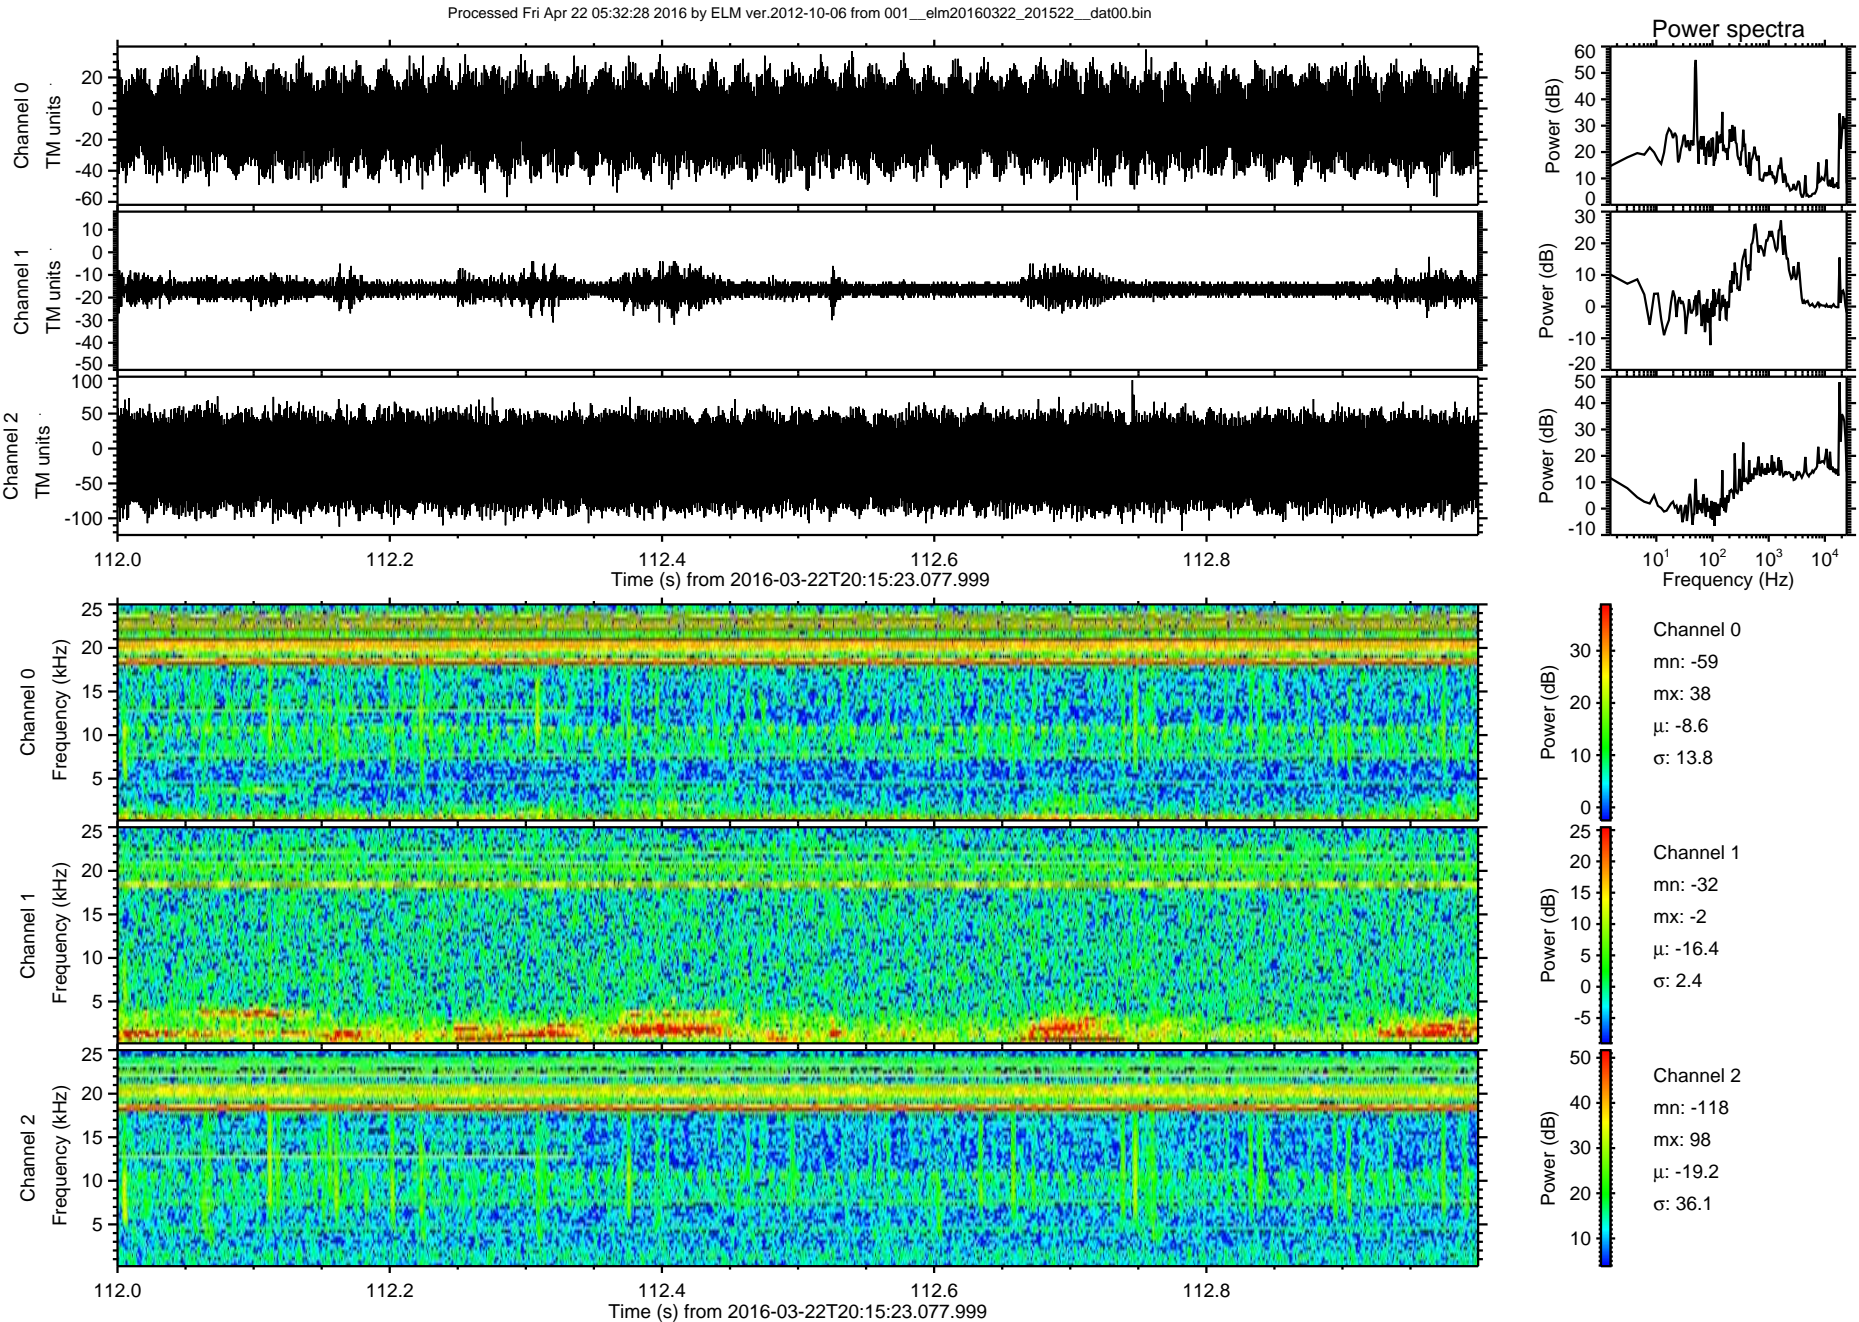 Processed Fri Apr 22 05:32:28 2016 by ELM ver.2012-10-06 from 001__elm20160322_201522__dat00.bin
Power spectra
Channel 0
TM units
20
0
-20
-40
-60
Power (dB)
60
50
40
30
20
10
0
Channel 1
TM units
10
0
-10
-20
-30
-40
-50
Power (dB)
30
20
10
0
-10
-20
Channel 2
TM units
100
50
0
-50
-100
Power (dB)
50
40
30
20
10
0
-10
112.0 112.2 112.4 112.6 112.8
Time (s) from 2016-03-22T20:15:23.077.999
10^1 10^2 10^3 10^4
Frequency (Hz)
Channel 0
Frequency (kHz)
25
20
15
10
5
Power (dB)
30
20
10
0
Channel 0
mn: -59
mx: 38
μ: -8.6
σ: 13.8
Channel 1
Frequency (kHz)
25
20
15
10
5
Power (dB)
25
20
15
10
5
0
-5
Channel 1
mn: -32
mx: -2
μ: -16.4
σ: 2.4
Channel 2
Frequency (kHz)
25
20
15
10
5
Power (dB)
50
40
30
20
10
Channel 2
mn: -118
mx: 98
μ: -19.2
σ: 36.1
112.0 112.2 112.4 112.6 112.8
Time (s) from 2016-03-22T20:15:23.077.999